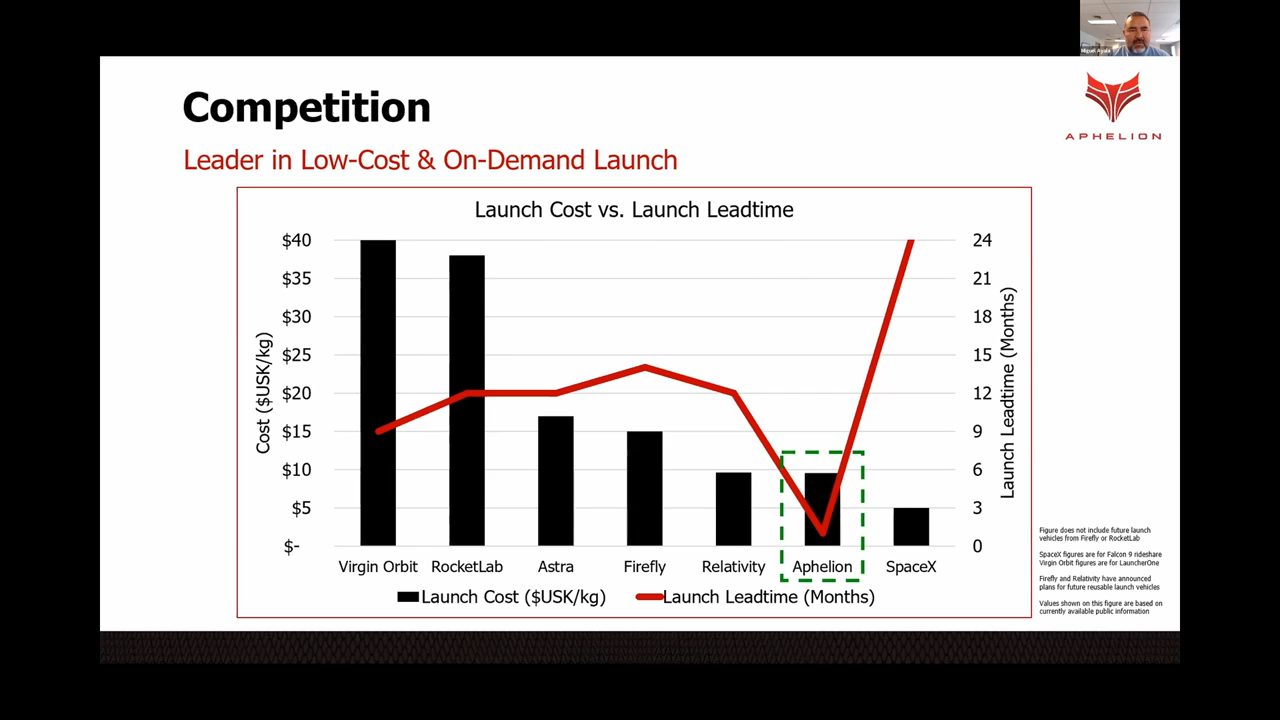 Miguel Ayala
APHELION
Competition
Leader in Low-Cost & On-Demand Launch
Launch Cost vs. Launch Leadtime
Cost ($USK/kg)
$40
$35
$30
$25
$20
$15
$10
$5
$-
24
21
18
15
12
9
6
3
0
Launch Leadtime (Months)
Virgin Orbit RocketLab Astra Firefly Relativity Aphelion SpaceX
Launch Cost ($USK/kg) Launch Leadtime (Months)
Figure does not include future launch
vehicles from Firefly or RocketLab
SpaceX figures are for Falcon 9 rideshare
Virgin Orbit figures are for LauncherOne
Firefly and Relativity have announced
plans for future reusable launch vehicles
Values shown on this figure are based on
currently available public information